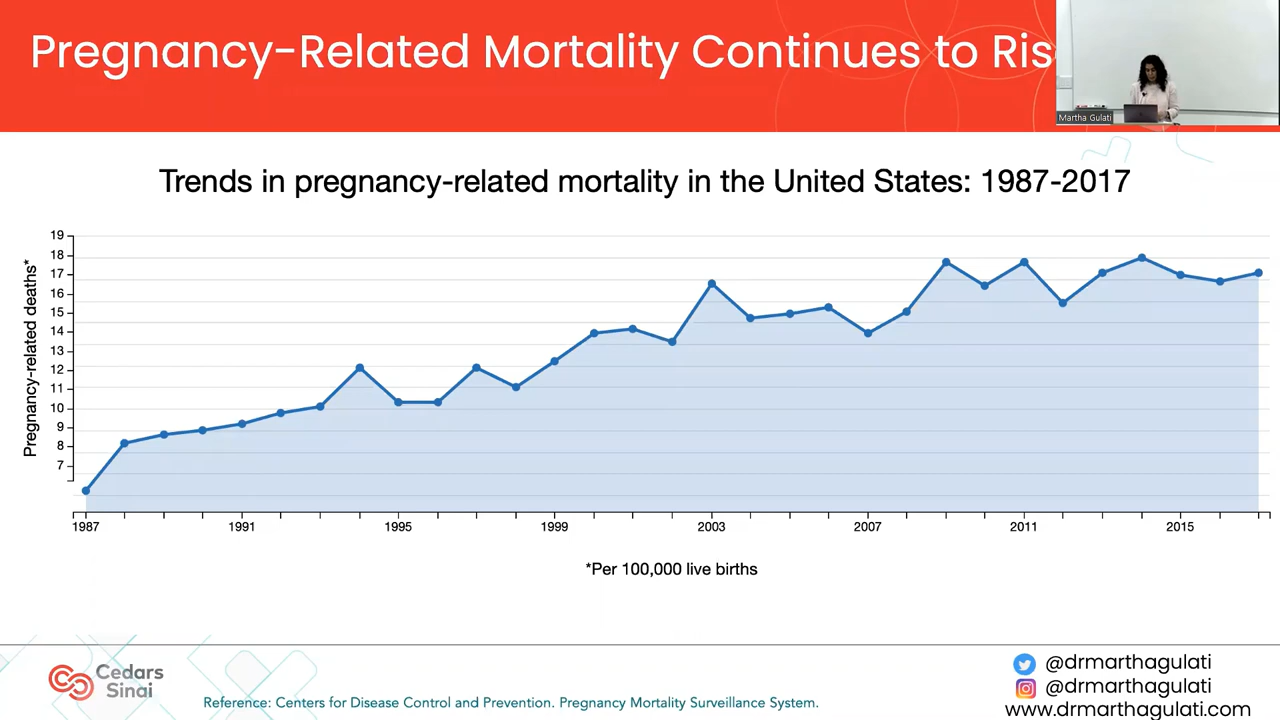 Pregnancy-Related Mortality Continues to Ris
Martha Gulati
Trends in pregnancy-related mortality in the United States: 1987-2017
Pregnancy-related deaths*
19
18
17
16
15
14
13
12
11
10
9
8
7
1987 1991 1995 1999 2003 2007 2011 2015
*Per 100,000 live births
Cedars
Sinai
Reference: Centers for Disease Control and Prevention. Pregnancy Mortality Surveillance System.
@drmarthagulati
@drmarthagulati
www.drmarthagulati.com